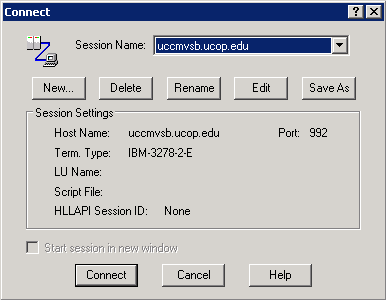 Connect
Session Name: uccmvsb.ucop.edu
New... Delete Rename Edit Save As
Session Settings
Host Name: uccmvsb.ucop.edu Port: 992
Term. Type: IBM-3278-2-E
LU Name:
Script File:
HLLAPI Session ID: None
Start session in new window
Connect Cancel Help